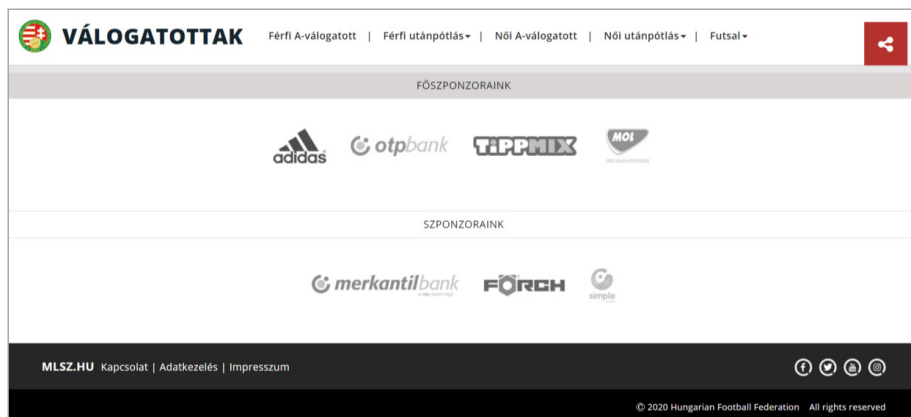 VÁLOGATOTTAK Férfi A-válogatott | Férfi utánpótlás | Női A-válogatott | Női utánpótlás | Futsal
FŐSZPONZORAINK
adidas otpbank TiPPMIX MOL
SZPONZORAINK
merkantilbank FÖRCH simple
MLSZ.HU Kapcsolat | Adatkezelés | Impresszum
© 2020 Hungarian Football Federation All rights reserved